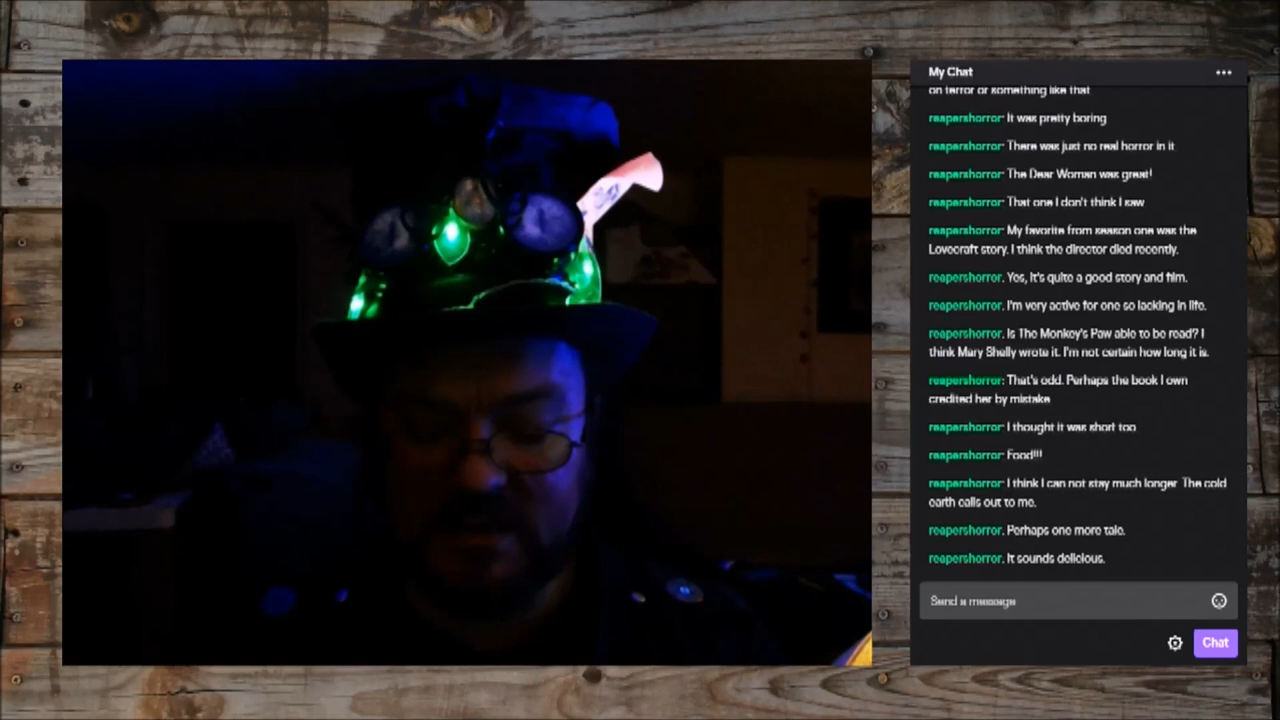 My Chat
on terror or something like that
reapershorror: It was pretty boring
reapershorror: There was just no real horror in it
reapershorror: The Dear Woman was great!
reapershorror: That one I don't think I saw
reapershorror: My favorite from season one was the
Lovecraft story. I think the director died recently.
reapershorror: Yes, it's quite a good story and film.
reapershorror: I'm very active for one so lacking in life.
reapershorror: Is The Monkey's Paw able to be read? I
think Mary Shelly wrote it. I'm not certain how long it is.
reapershorror: That's odd. Perhaps the book I own
credited her by mistake
reapershorror: I thought it was short too
reapershorror: Food!!!
reapershorror: I think I can not stay much longer. The cold
earth calls out to me.
reapershorror: Perhaps one more tale.
reapershorror: It sounds delicious.
Send a message
Chat